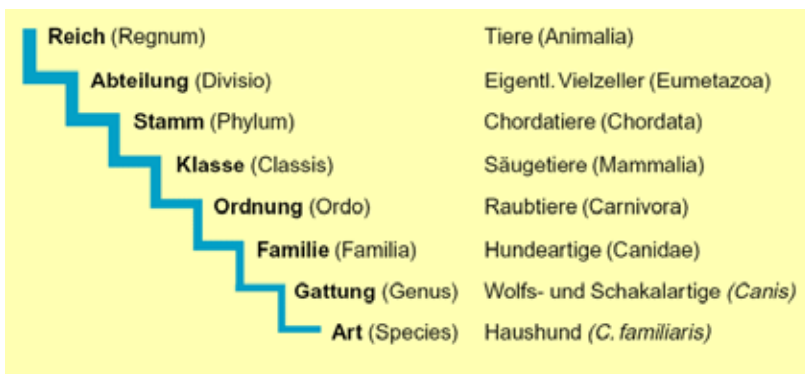 Reich (Regnum) Tiere (Animalia)
Abteilung (Divisio) Eigentl. Vielzeller (Eumetazoa)
Stamm (Phylum) Chordatiere (Chordata)
Klasse (Classis) Säugetiere (Mammalia)
Ordnung (Ordo) Raubtiere (Carnivora)
Familie (Familia) Hundeartige (Canidae)
Gattung (Genus) Wolfs- und Schakalartige (Canis)
Art (Species) Haushund (C. familiaris)